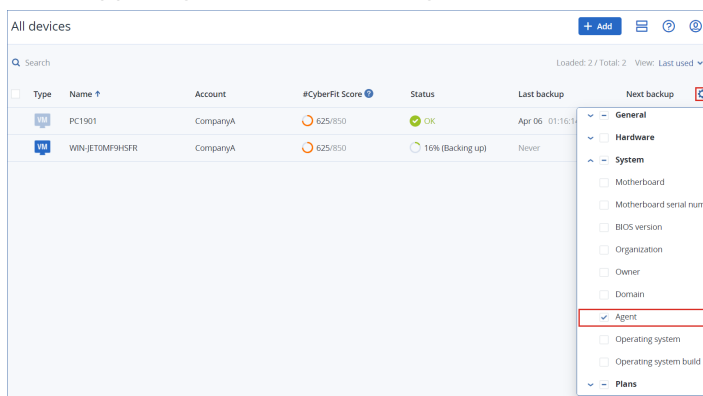 All devices
+ Add
Search
Loaded: 2 / Total: 2 View: Last used
Type Name ↑ Account #CyberFit Score ? Status Last backup Next backup
VM PC1901 CompanyA 625/850 OK Apr 06 01:16:1
VM WIN-JET0MF9HSFR CompanyA 625/850 16% (Backing up) Never
General
Hardware
System
Motherboard
Motherboard serial num
BIOS version
Organization
Owner
Domain
Agent
Operating system
Operating system build
Plans